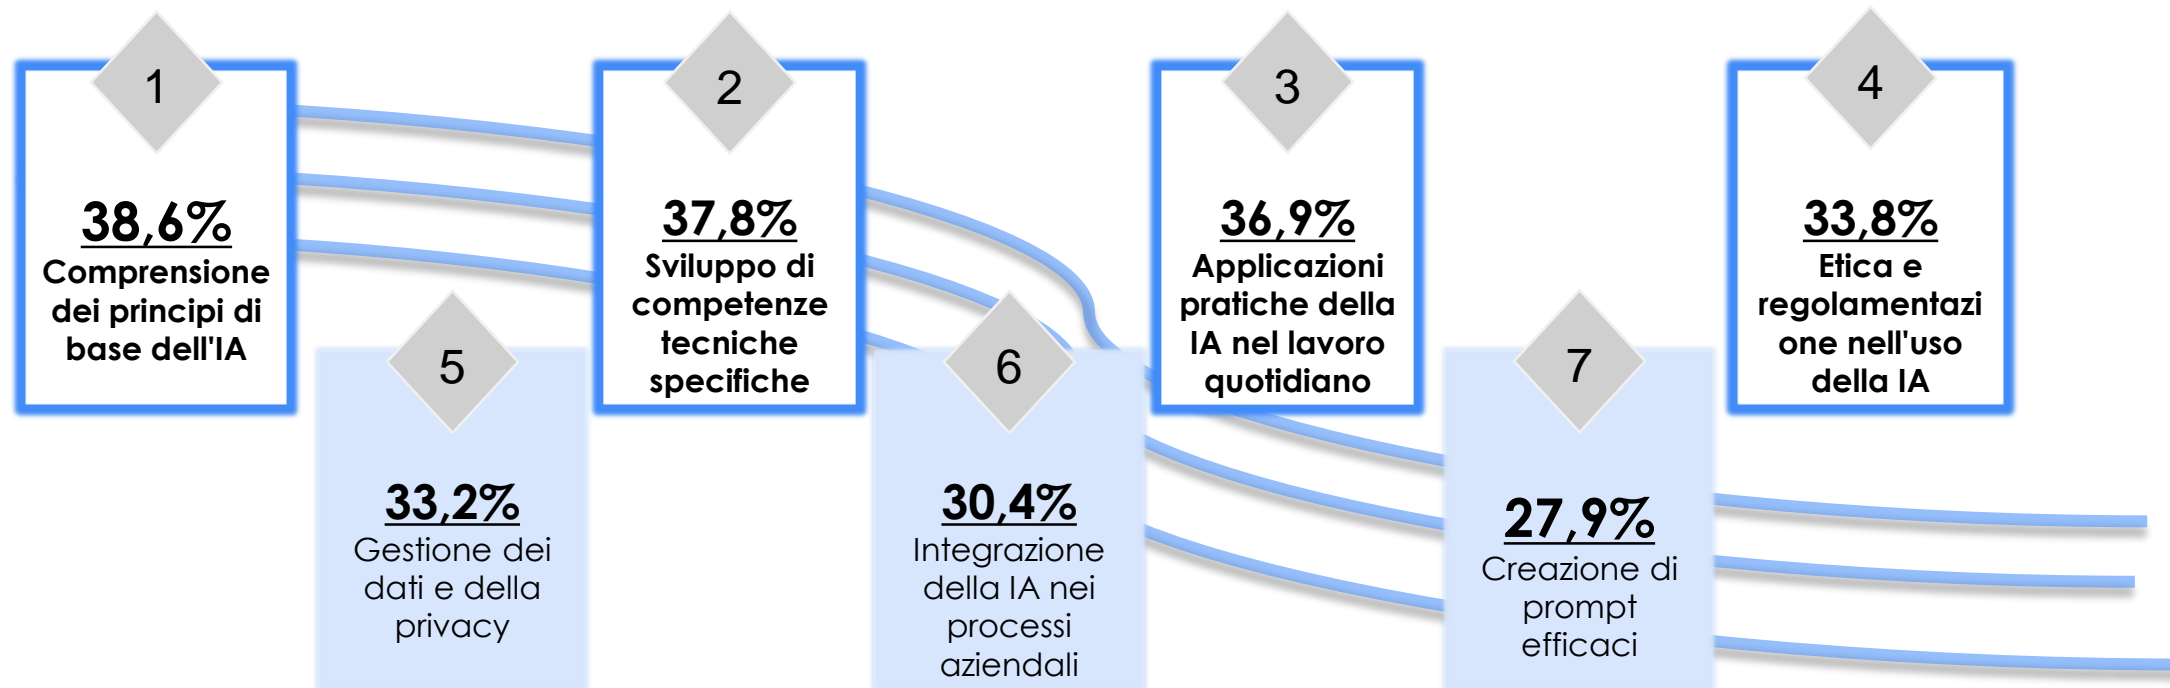 1
38,6%
Comprensione
dei principi di
base dell'IA
2
37,8%
Sviluppo di
competenze
tecniche
specifiche
3
36,9%
Applicazioni
pratiche della
IA nel lavoro
quotidiano
4
33,8%
Etica e
regolamentazi
one nell'uso
della IA
5
33,2%
Gestione dei
dati e della
privacy
6
30,4%
Integrazione
della IA nei
processi
aziendali
7
27,9%
Creazione di
prompt
efficaci